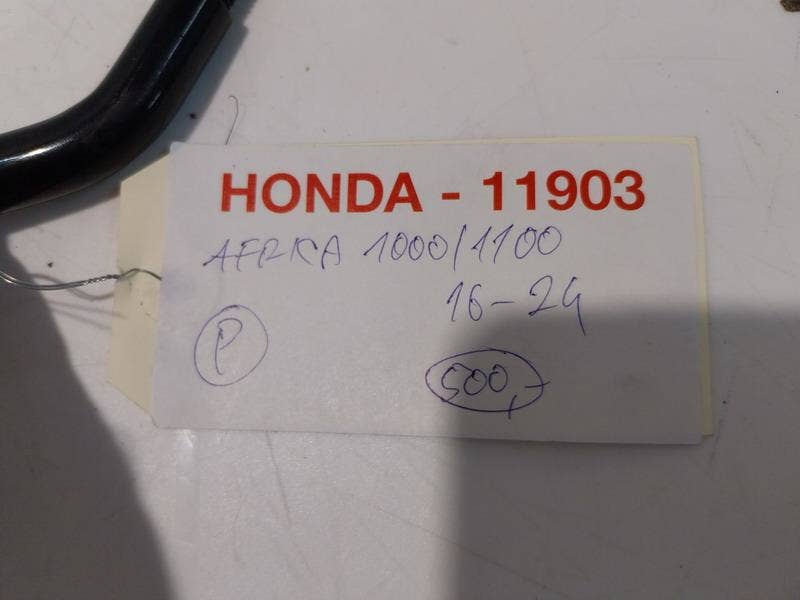 HONDA - 11903
AFRICA 1000/1100
16-24
P
500,-